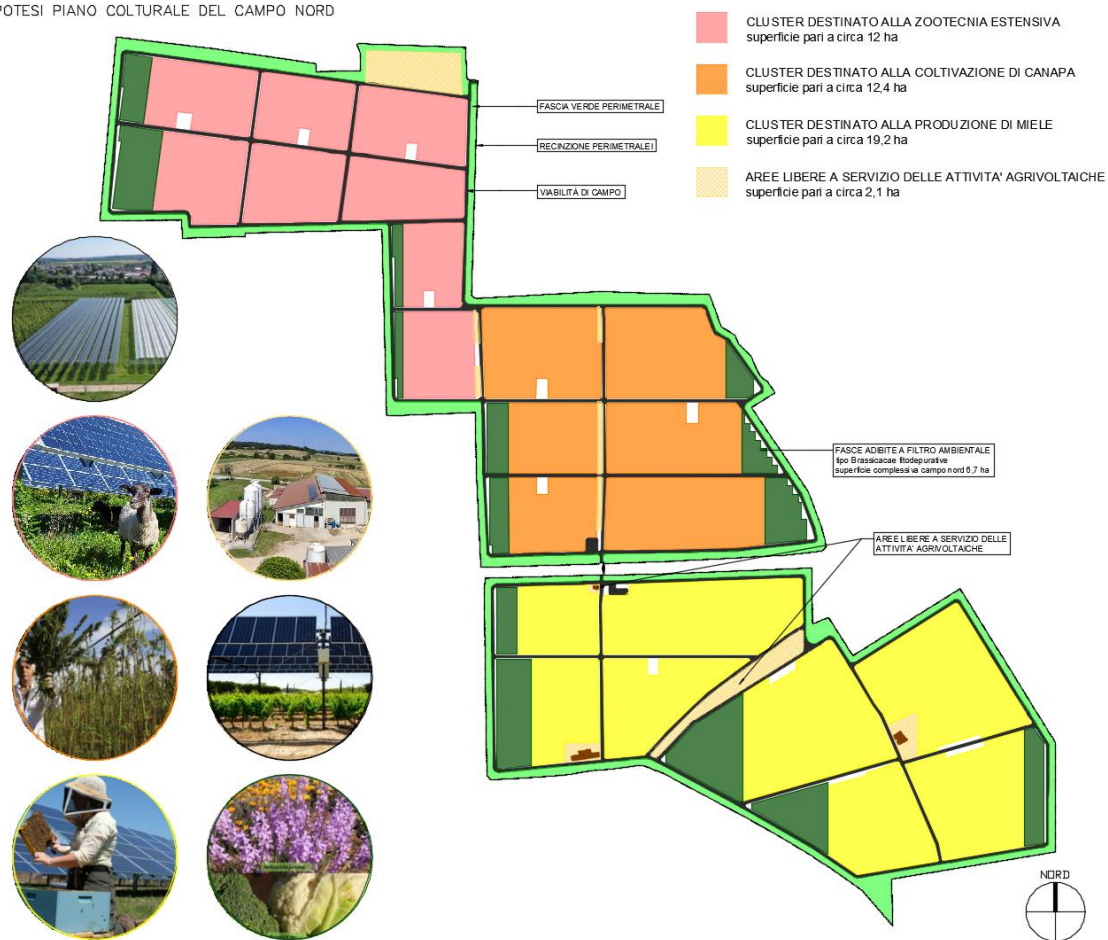 POTESI PIANO COLTURALE DEL CAMPO NORD
CLUSTER DESTINATO ALLA ZOOTECNIA ESTENSIVA
superficie pari a circa 12 ha
CLUSTER DESTINATO ALLA COLTIVAZIONE DI CANAPA
superficie pari a circa 12,4 ha
CLUSTER DESTINATO ALLA PRODUZIONE DI MIELE
superficie pari a circa 19,2 ha
AREE LIBERE A SERVIZIO DELLE ATTIVITA' AGRIVOLTAICHE
superficie pari a circa 2,1 ha
FASCIA VERDE PERIMETRALE
RECINZIONE PERIMETRALEI
VIABILITÀ DI CAMPO
FASCE ADIBITE A FILTRO AMBIENTALE
tipo Brassicacae fitodepurative
superficie complessiva campo nord 6,7 ha
AREE LIBERE A SERVIZIO DELLE
ATTIVITA' AGRIVOLTAICHE
NORD